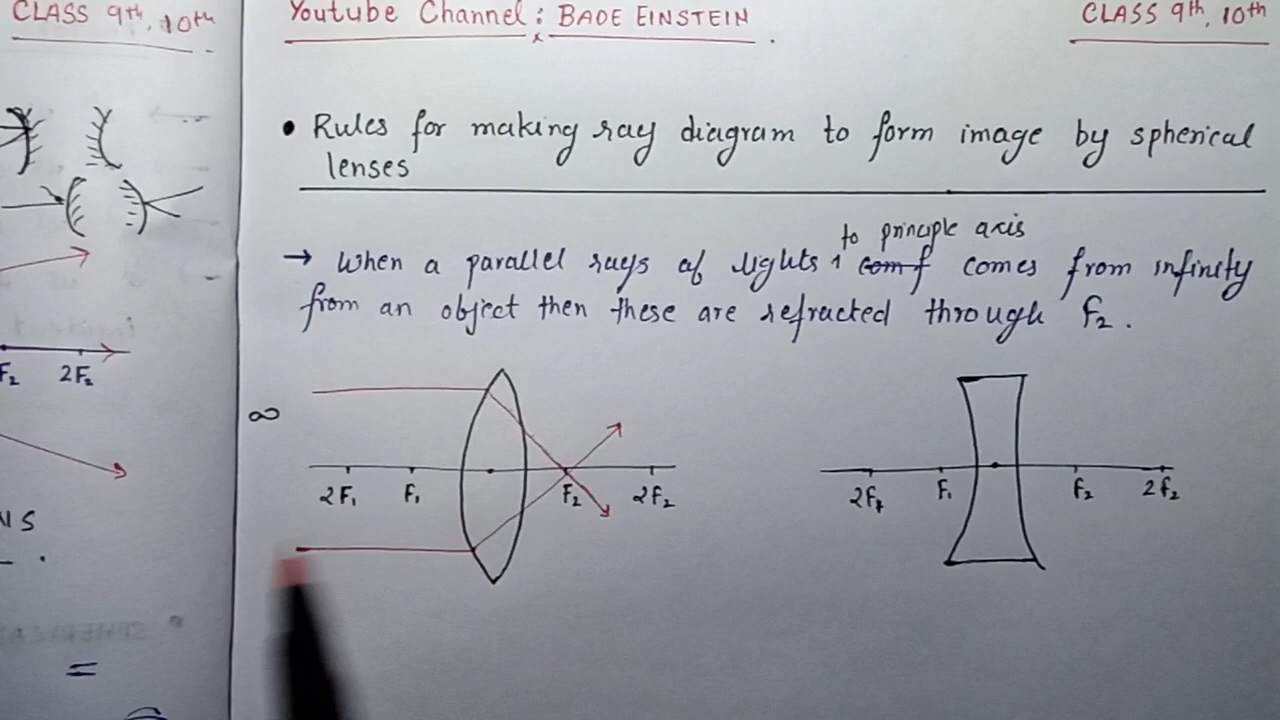 CLASS 9th, 10th
Youtube Channel : BADE EINSTEIN
CLASS 9th, 10th
• Rules for making ray diagram to form image by spherical
lenses
to principle axis
→ When a parallel rays of lights comes from infinity
from an object then these are refracted through F2.
∞
2F1 F1 F2 2F2
2F1 F1 F2 2F2
F2 2F2
NS
=